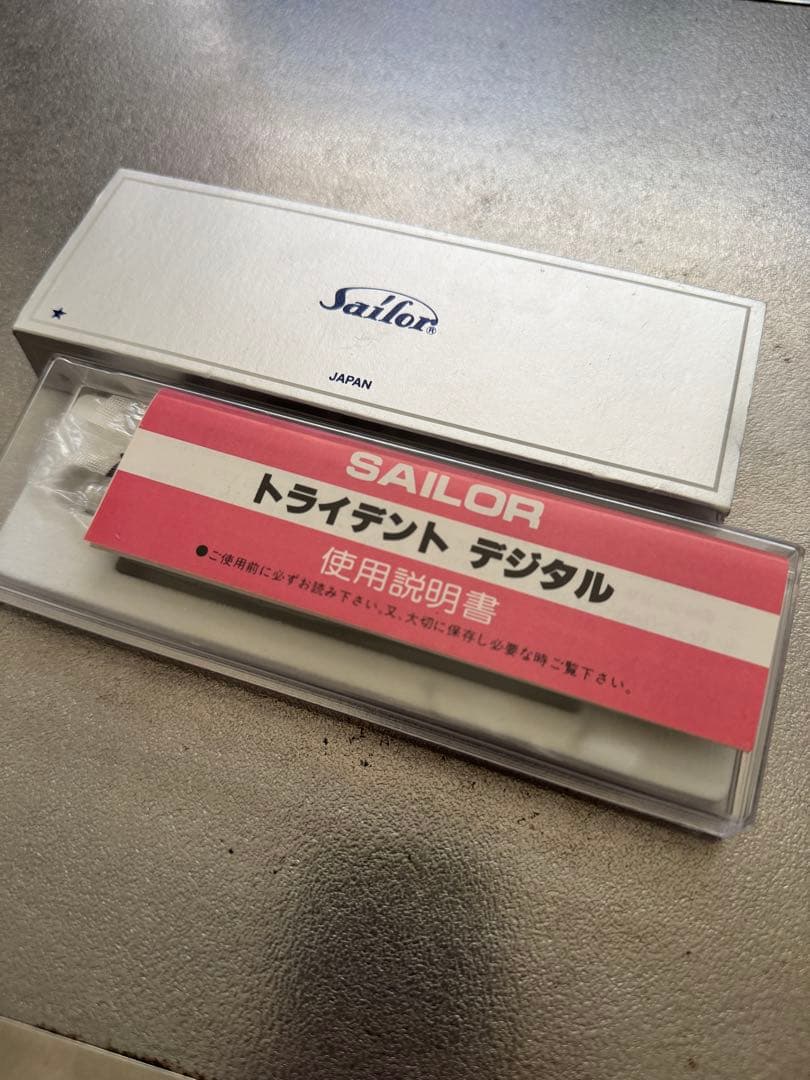 Sailor®
JAPAN
SAILOR
トライデント デジタル
使用説明書
●ご使用前に必ずお読み下さい。又、大切に保存し必要な時ご覧下さい。